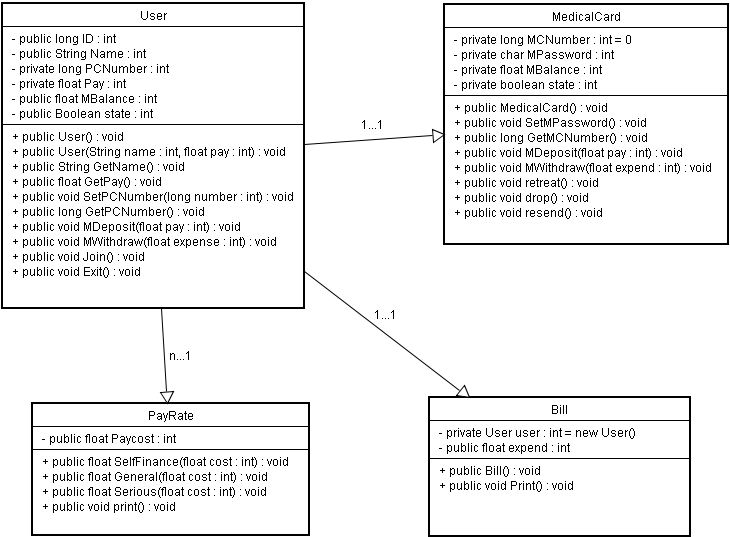 User
- public long ID : int
- public String Name : int
- private long PCNumber : int
- private float Pay : int
- public float MBalance : int
- public Boolean state : int
+ public User() : void
+ public User(String name : int, float pay : int) : void
+ public String GetName() : void
+ public float GetPay() : void
+ public void SetPCNumber(long number : int) : void
+ public long GetPCNumber() : void
+ public void MDeposit(float pay : int) : void
+ public void MWithdraw(float expense : int) : void
+ public void Join() : void
+ public void Exit() : void
1...1
MedicalCard
- private long MCNumber : int = 0
- private char MPassword : int
- private float MBalance : int
- private boolean state : int
+ public MedicalCard() : void
+ public void SetMPassword() : void
+ public long GetMCNumber() : void
+ public void MDeposit(float pay : int) : void
+ public void MWithdraw(float expend : int) : void
+ public void retreat() : void
+ public void drop() : void
+ public void resend() : void
1...1
n...1
PayRate
- public float Paycost : int
+ public float SelfFinance(float cost : int) : void
+ public float General(float cost : int) : void
+ public float Serious(float cost : int) : void
+ public void print() : void
Bill
- private User user : int = new User()
- public float expend : int
+ public Bill() : void
+ public void Print() : void